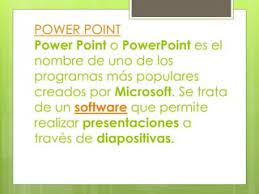 POWER POINT
Power Point o PowerPoint es el
nombre de uno de los
programas más populares
creados por Microsoft. Se trata
de un software que permite
realizar presentaciones a
través de diapositivas.